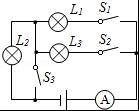 L₁ S₁
L₂ L₃ S₂
S₃
A